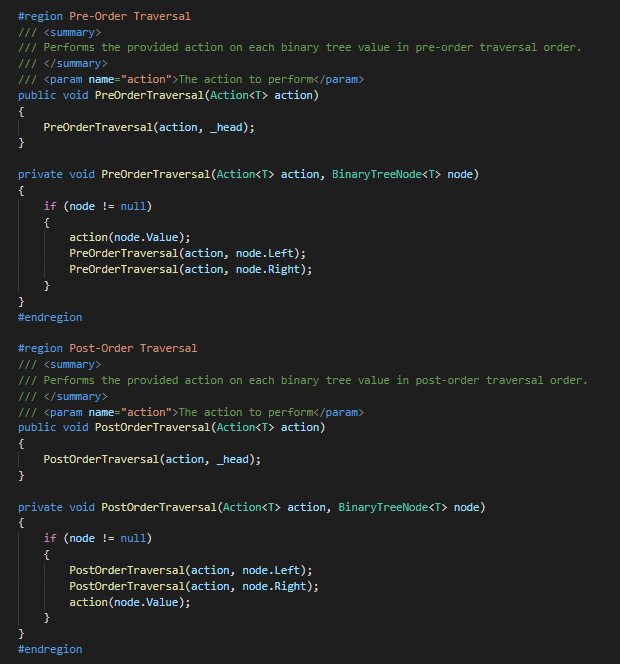 #region Pre-Order Traversal
/// <summary>
/// Performs the provided action on each binary tree value in pre-order traversal order.
/// </summary>
/// <param name="action">The action to perform</param>
public void PreOrderTraversal(Action<T> action)
{
    PreOrderTraversal(action, _head);
}

private void PreOrderTraversal(Action<T> action, BinaryTreeNode<T> node)
{
    if (node != null)
    {
        action(node.Value);
        PreOrderTraversal(action, node.Left);
        PreOrderTraversal(action, node.Right);
    }
}
#endregion

#region Post-Order Traversal
/// <summary>
/// Performs the provided action on each binary tree value in post-order traversal order.
/// </summary>
/// <param name="action">The action to perform</param>
public void PostOrderTraversal(Action<T> action)
{
    PostOrderTraversal(action, _head);
}

private void PostOrderTraversal(Action<T> action, BinaryTreeNode<T> node)
{
    if (node != null)
    {
        PostOrderTraversal(action, node.Left);
        PostOrderTraversal(action, node.Right);
        action(node.Value);
    }
}
#endregion